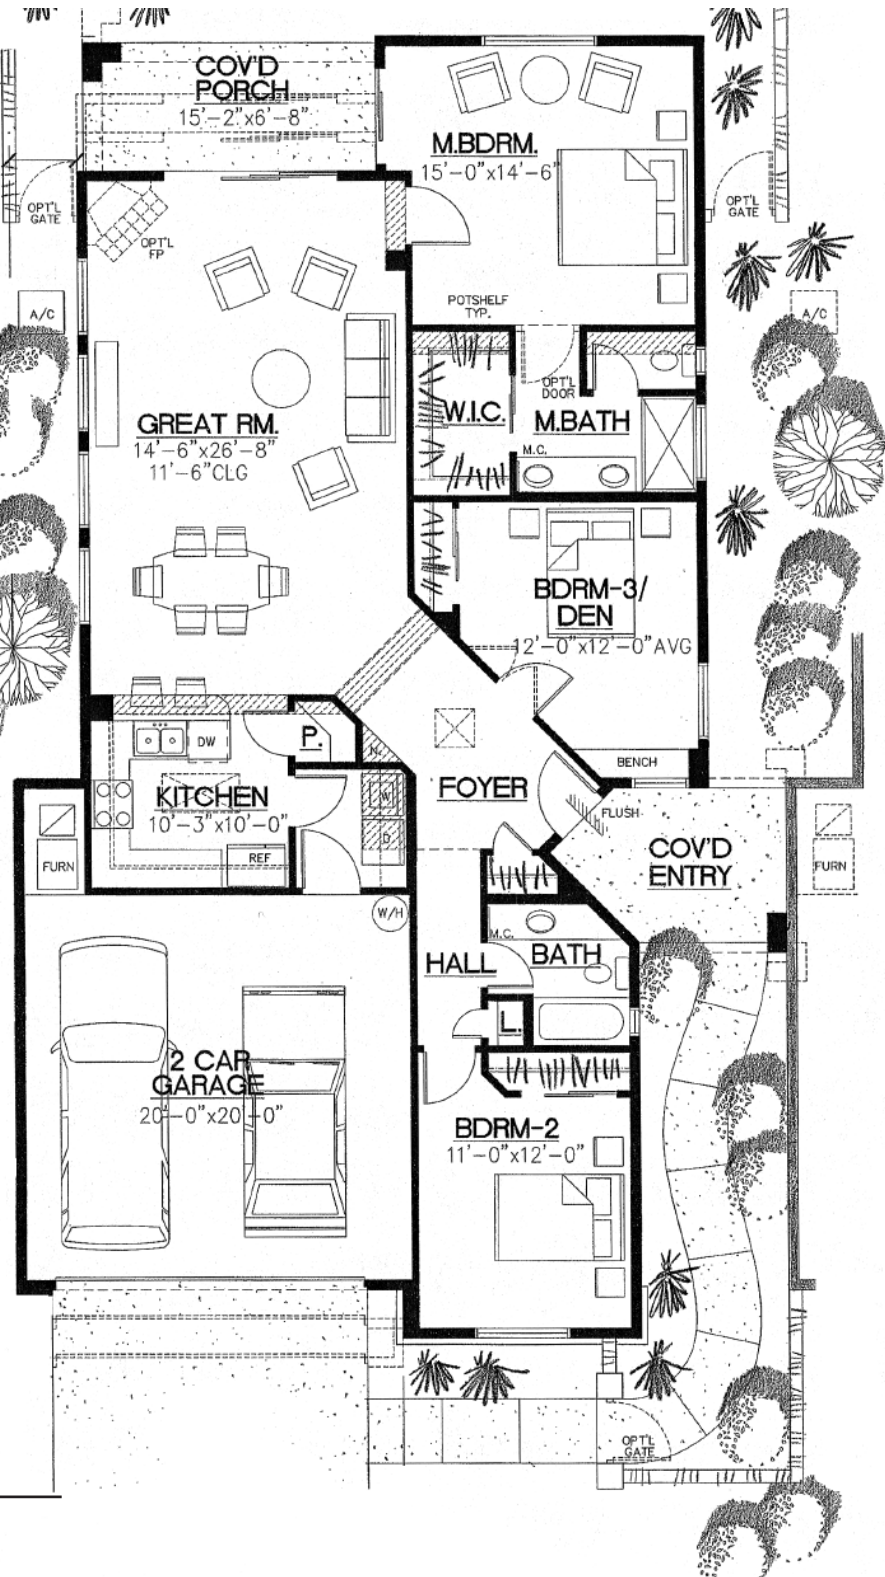 COV'D
PORCH
15'-2"x6'-8"
M.BDRM.
15'-0"x14'-6"
OPT'L
GATE
OPT'L
FP
OPT'L
GATE
A/C
POTSHELF
TYP.
A/C
OPT'L
DOOR
W.I.C.
M.BATH
M.C.
GREAT RM.
14'-6"x26'-8"
11'-6"CLG
BDRM-3/
DEN
12'-0"x12'-0"AVG
P.
DW
N.
BENCH
FOYER
KITCHEN
10'-3"x10'-0"
W
D
FLUSH
REF
FURN
COV'D
ENTRY
FURN
W/H
M.C.
BATH
HALL
L.
2 CAR
GARAGE
20'-0"x20'-0"
BDRM-2
11'-0"x12'-0"
OPT'L
GATE